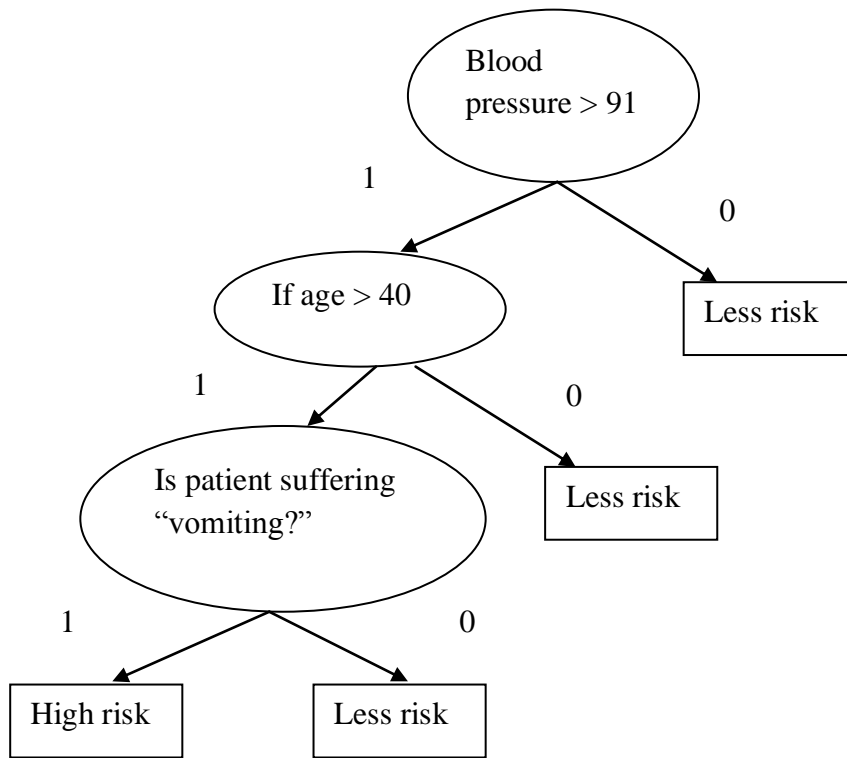 Blood
pressure > 91
1
0
If age > 40
Less risk
1
0
Is patient suffering
“vomiting?”
Less risk
1
0
High risk
Less risk